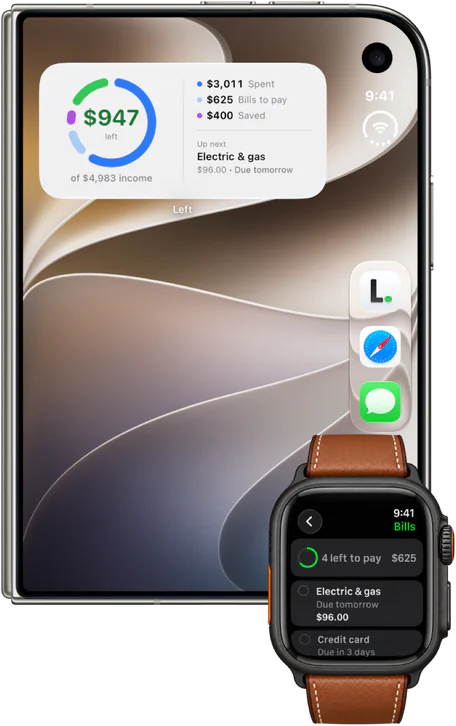 $947
left
of $4,983 income
$3,011 Spent
$625 Bills to pay
$400 Saved
Up next
Electric & gas
$96.00 • Due tomorrow
Left
9:41
L.
9:41
Bills
4 left to pay $625
Electric & gas
Due tomorrow
$96.00
Credit card
Due in 3 days